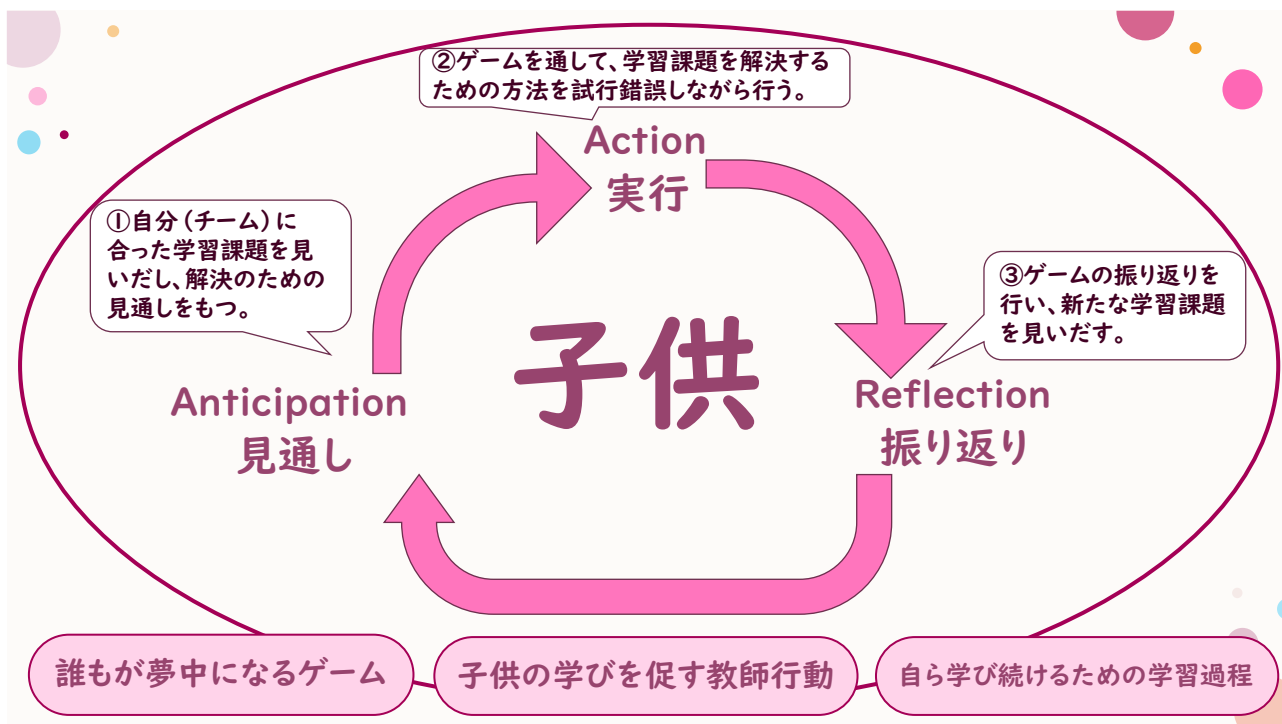 ②ゲームを通して、学習課題を解決する
ための方法を試行錯誤しながら行う。
Action
実行
①自分(チーム)に
合った学習課題を見
いだし、解決のための
見通しをもつ。
③ゲームの振り返りを
行い、新たな学習課題
を見いだす。
子供
Anticipation
見通し
Reflection
振り返り
誰もが夢中になるゲーム
子供の学びを促す教師行動
自ら学び続けるための学習過程